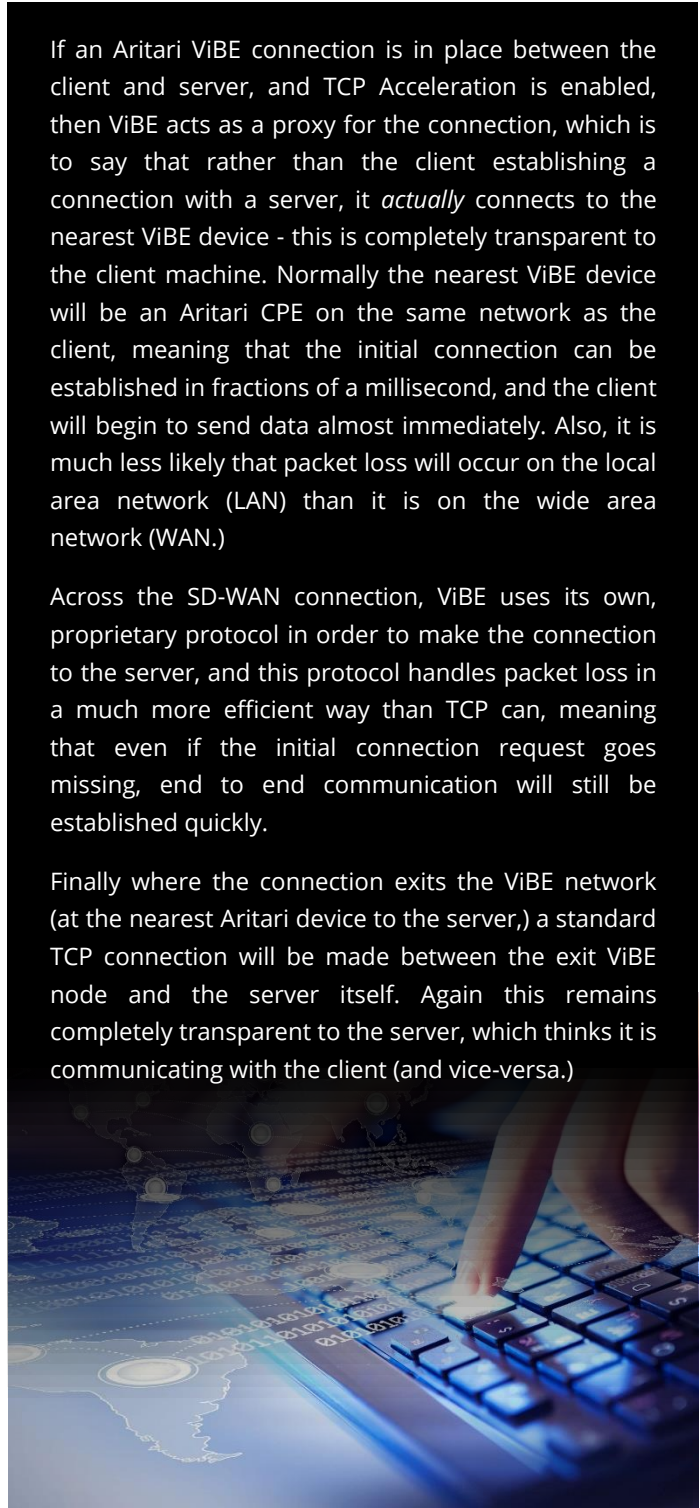 If an Aritari ViBE connection is in place between the
client and server, and TCP Acceleration is enabled,
then ViBE acts as a proxy for the connection, which is
to say that rather than the client establishing a
connection with a server, it actually connects to the
nearest ViBE device - this is completely transparent to
the client machine. Normally the nearest ViBE device
will be an Aritari CPE on the same network as the
client, meaning that the initial connection can be
established in fractions of a millisecond, and the client
will begin to send data almost immediately. Also, it is
much less likely that packet loss will occur on the local
area network (LAN) than it is on the wide area
network (WAN.)
Across the SD-WAN connection, ViBE uses its own,
proprietary protocol in order to make the connection
to the server, and this protocol handles packet loss in
a much more efficient way than TCP can, meaning
that even if the initial connection request goes
missing, end to end communication will still be
established quickly.
Finally where the connection exits the ViBE network
(at the nearest Aritari device to the server,) a standard
TCP connection will be made between the exit ViBE
node and the server itself. Again this remains
completely transparent to the server, which thinks it is
communicating with the client (and vice-versa.)